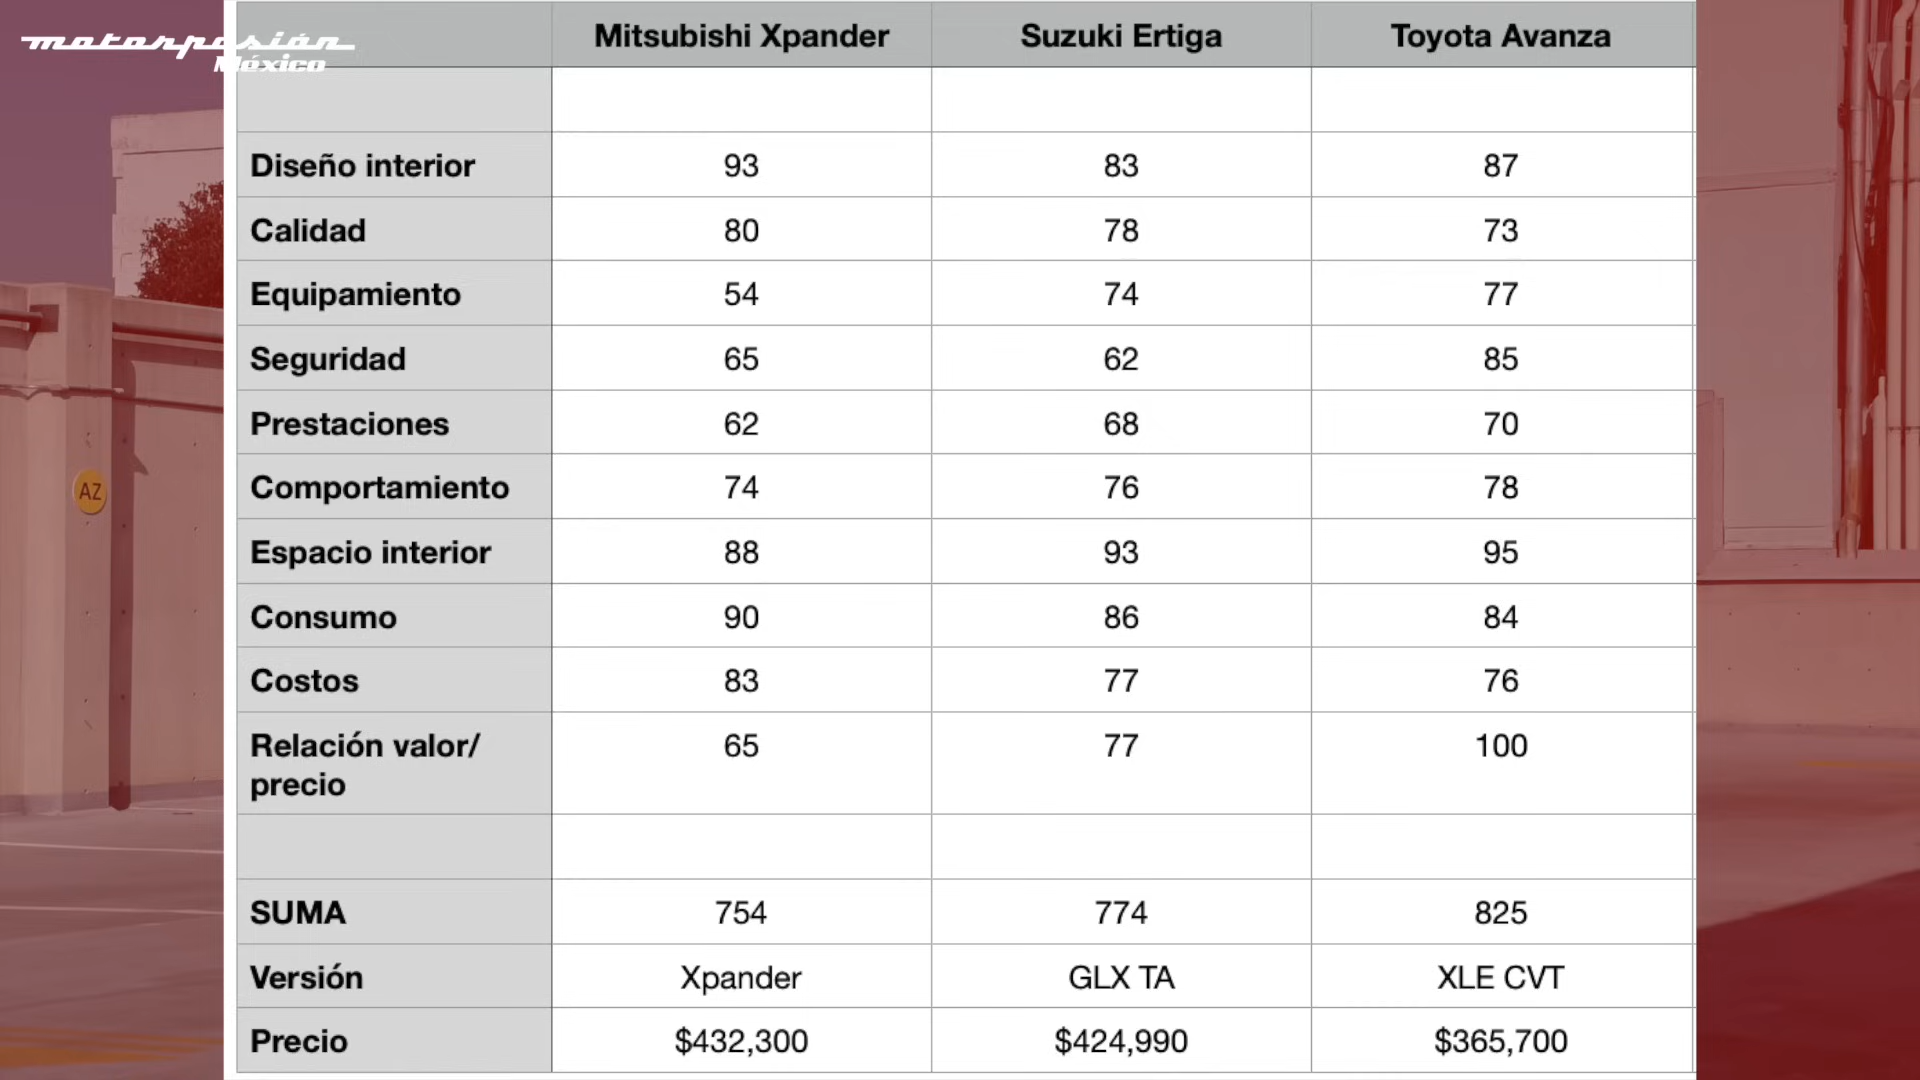 motorpasión
México
Mitsubishi Xpander Suzuki Ertiga Toyota Avanza
Diseño interior 93 83 87
Calidad 80 78 73
Equipamiento 54 74 77
Seguridad 65 62 85
Prestaciones 62 68 70
Comportamiento 74 76 78
Espacio interior 88 93 95
Consumo 90 86 84
Costos 83 77 76
Relación valor/ 65 77 100
precio
SUMA 754 774 825
Versión Xpander GLX TA XLE CVT
Precio $432,300 $424,990 $365,700
AZ